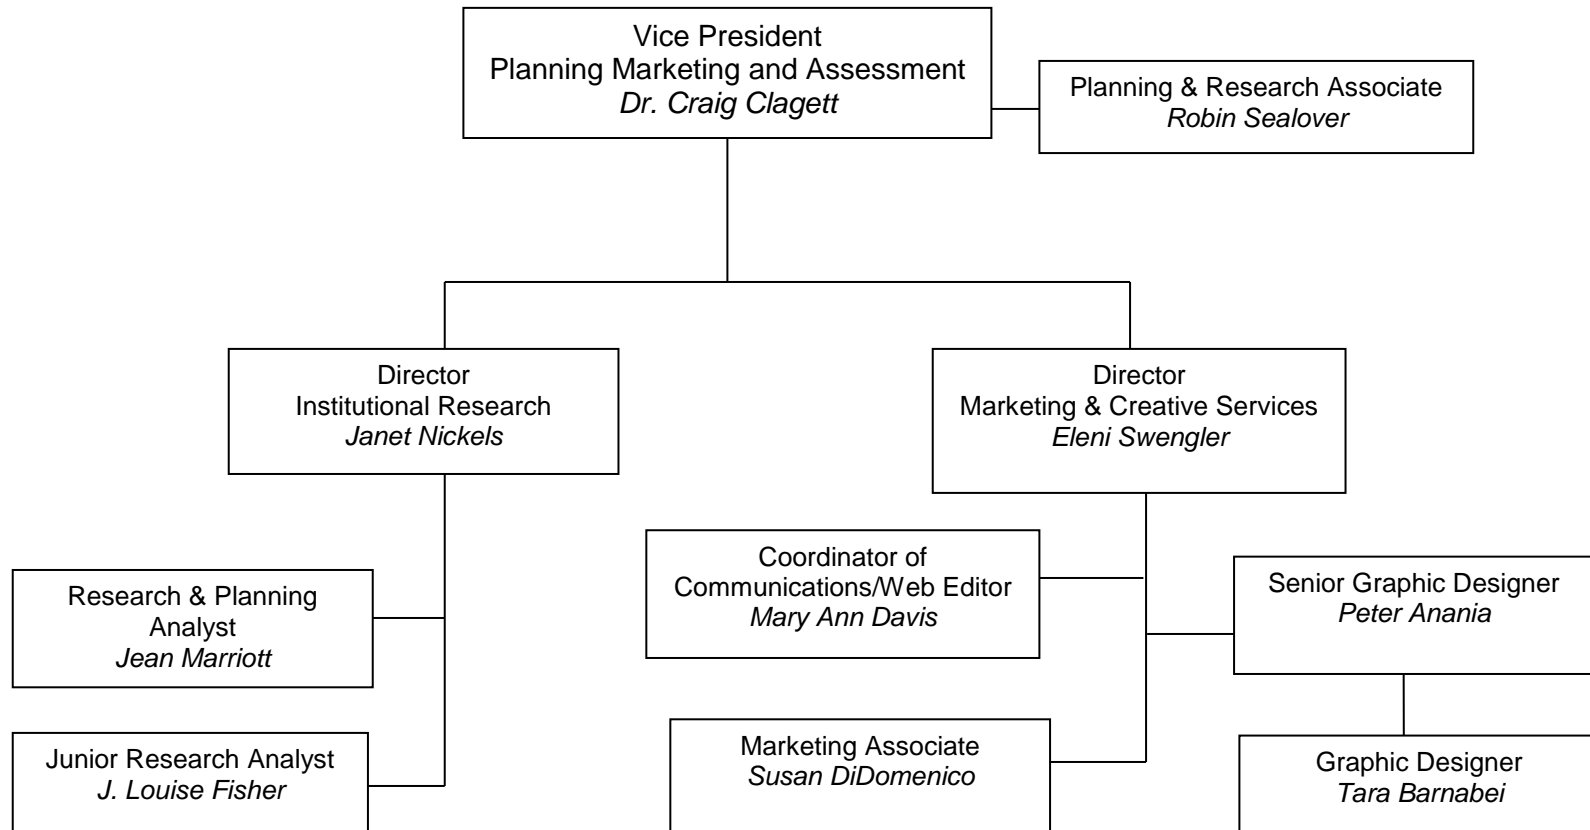 Vice President
Planning Marketing and Assessment
Dr. Craig Clagett
Planning & Research Associate
Robin Sealover
Director
Institutional Research
Janet Nickels
Director
Marketing & Creative Services
Eleni Swengler
Research & Planning
Analyst
Jean Marriott
Coordinator of
Communications/Web Editor
Mary Ann Davis
Senior Graphic Designer
Peter Anania
Junior Research Analyst
J. Louise Fisher
Marketing Associate
Susan DiDomenico
Graphic Designer
Tara Barnabei